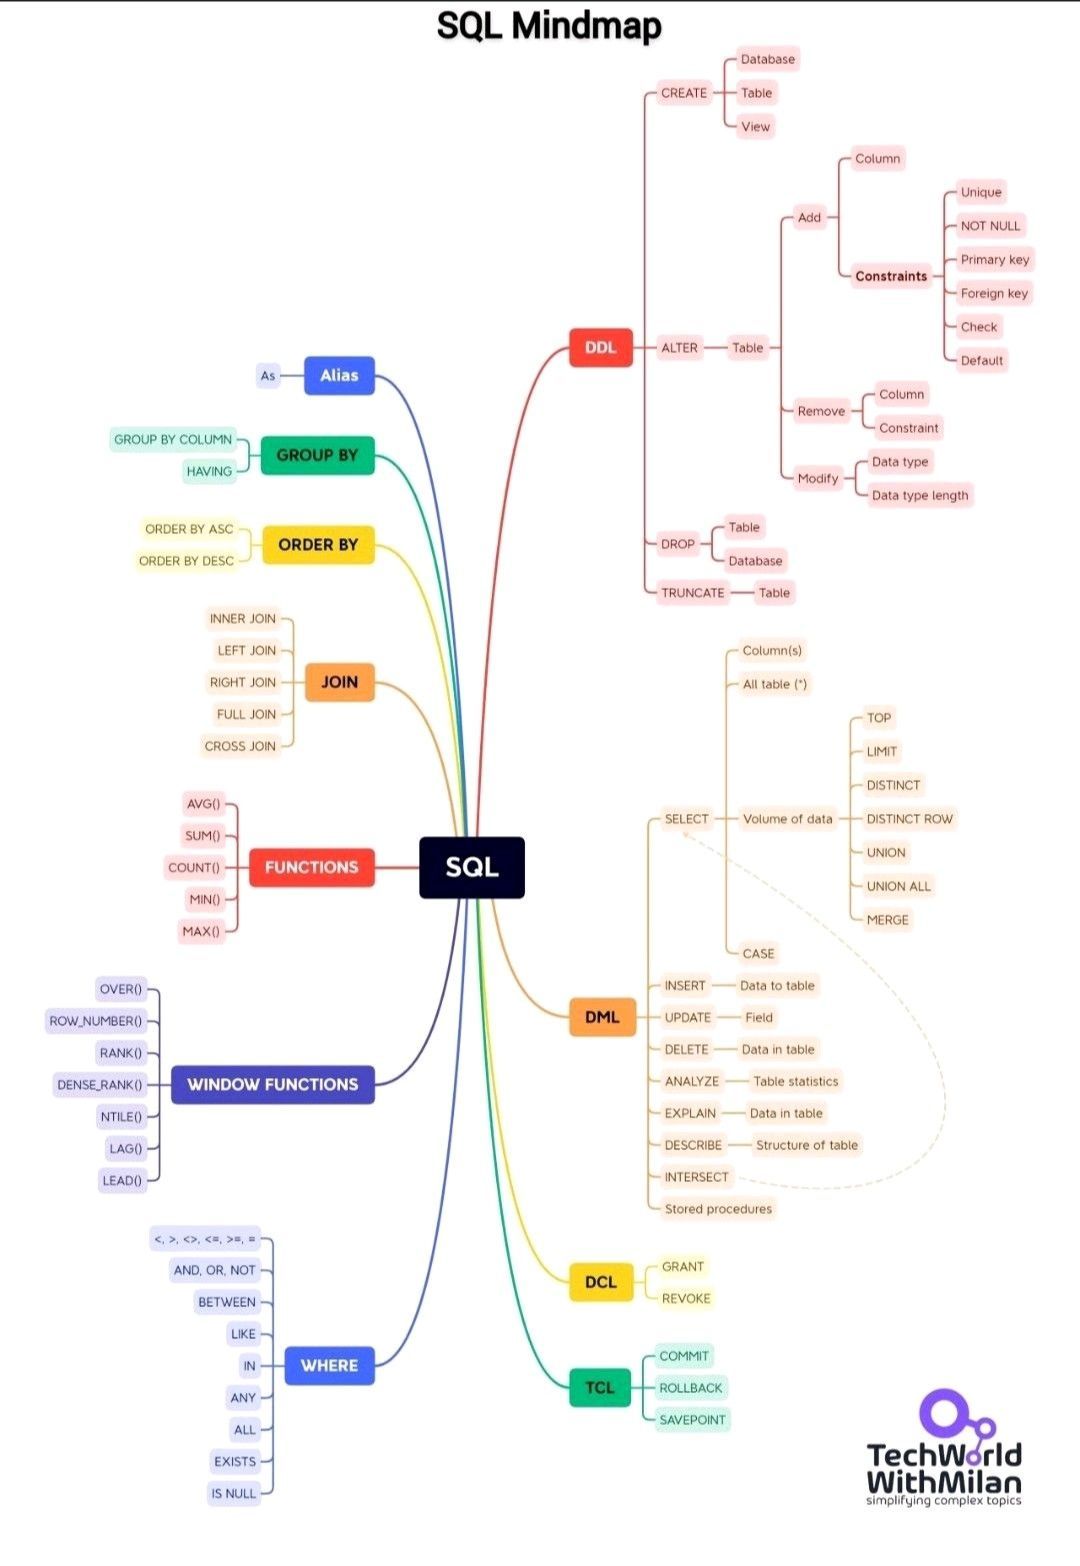 SQL Mindmap
SQL
DDL
CREATE
Database
Table
View
ALTER
Table
Add
Column
Constraints
Unique
NOT NULL
Primary key
Foreign key
Check
Default
Remove
Column
Constraint
Modify
Data type
Data type length
DROP
Table
Database
TRUNCATE
Table
DML
SELECT
Column(s)
All table (*)
Volume of data
TOP
LIMIT
DISTINCT
DISTINCT ROW
UNION
UNION ALL
MERGE
CASE
INSERT
Data to table
UPDATE
Field
DELETE
Data in table
ANALYZE
Table statistics
EXPLAIN
Data in table
DESCRIBE
Structure of table
INTERSECT
Stored procedures
DCL
GRANT
REVOKE
TCL
COMMIT
ROLLBACK
SAVEPOINT
Alias
As
GROUP BY
GROUP BY COLUMN
HAVING
ORDER BY
ORDER BY ASC
ORDER BY DESC
JOIN
INNER JOIN
LEFT JOIN
RIGHT JOIN
FULL JOIN
CROSS JOIN
FUNCTIONS
AVG()
SUM()
COUNT()
MIN()
MAX()
WINDOW FUNCTIONS
OVER()
ROW_NUMBER()
RANK()
DENSE_RANK()
NTILE()
LAG()
LEAD()
WHERE
<, >, <>, <=, >=, =
AND, OR, NOT
BETWEEN
LIKE
IN
ANY
ALL
EXISTS
IS NULL
TechWorld
WithMilan
simplifying complex topics